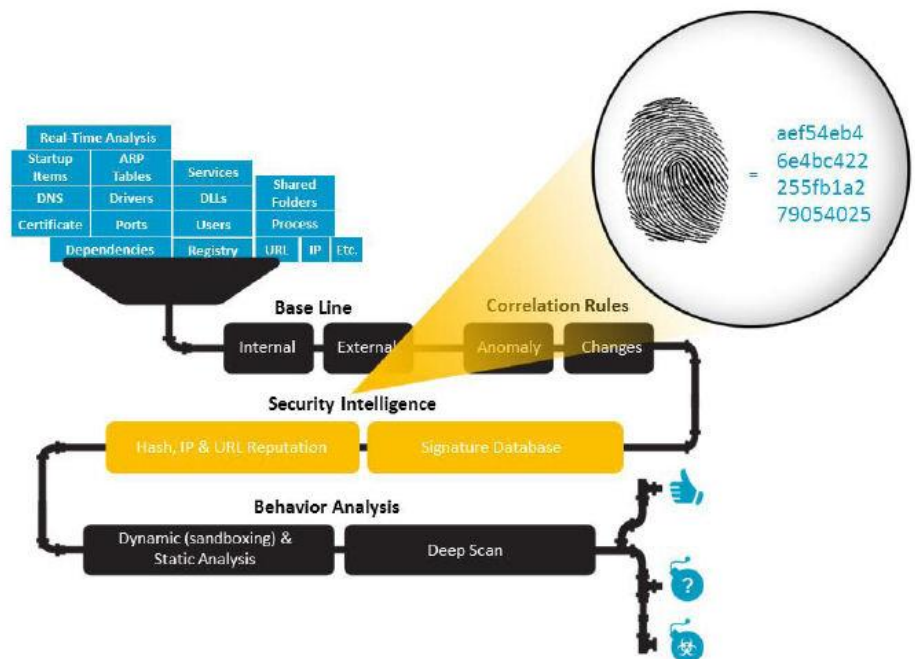 Real-Time Analysis
Startup
Items
ARP
Tables
Services
Shared
Folders
DNS
Drivers
DLLs
Certificate
Ports
Users
Process
Dependencies
Registry
URL
IP
Etc.
=
aef54eb4
6e4bc422
255fb1a2
79054025
Base Line
Correlation Rules
Internal
External
Anomaly
Changes
Security Intelligence
Hash, IP & URL Reputation
Signature Database
Behavior Analysis
Dynamic (sandboxing) &
Static Analysis
Deep Scan
?